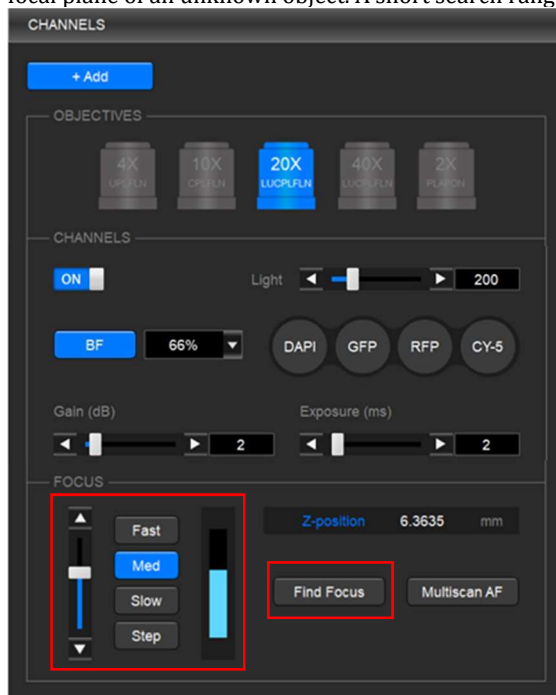 focal plane of an unknown object. A short search rang
CHANNELS
+ Add
OBJECTIVES
4X 10X 20X 40X 2X
UPLFLN CPLFLN LUCPLFLN LUCPLFLN PLAPON
CHANNELS
ON Light 200
BF 66% DAPI GFP RFP CY-5
Gain (dB) Exposure (ms)
2 2
FOCUS
Z-position 6.3635 mm
Fast
Med
Find Focus Multiscan AF
Slow
Step